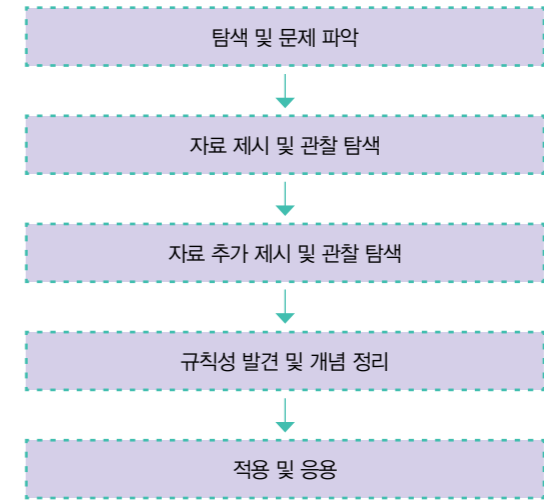 탐색 및 문제 파악
자료 제시 및 관찰 탐색
자료 추가 제시 및 관찰 탐색
규칙성 발견 및 개념 정리
적용 및 응용